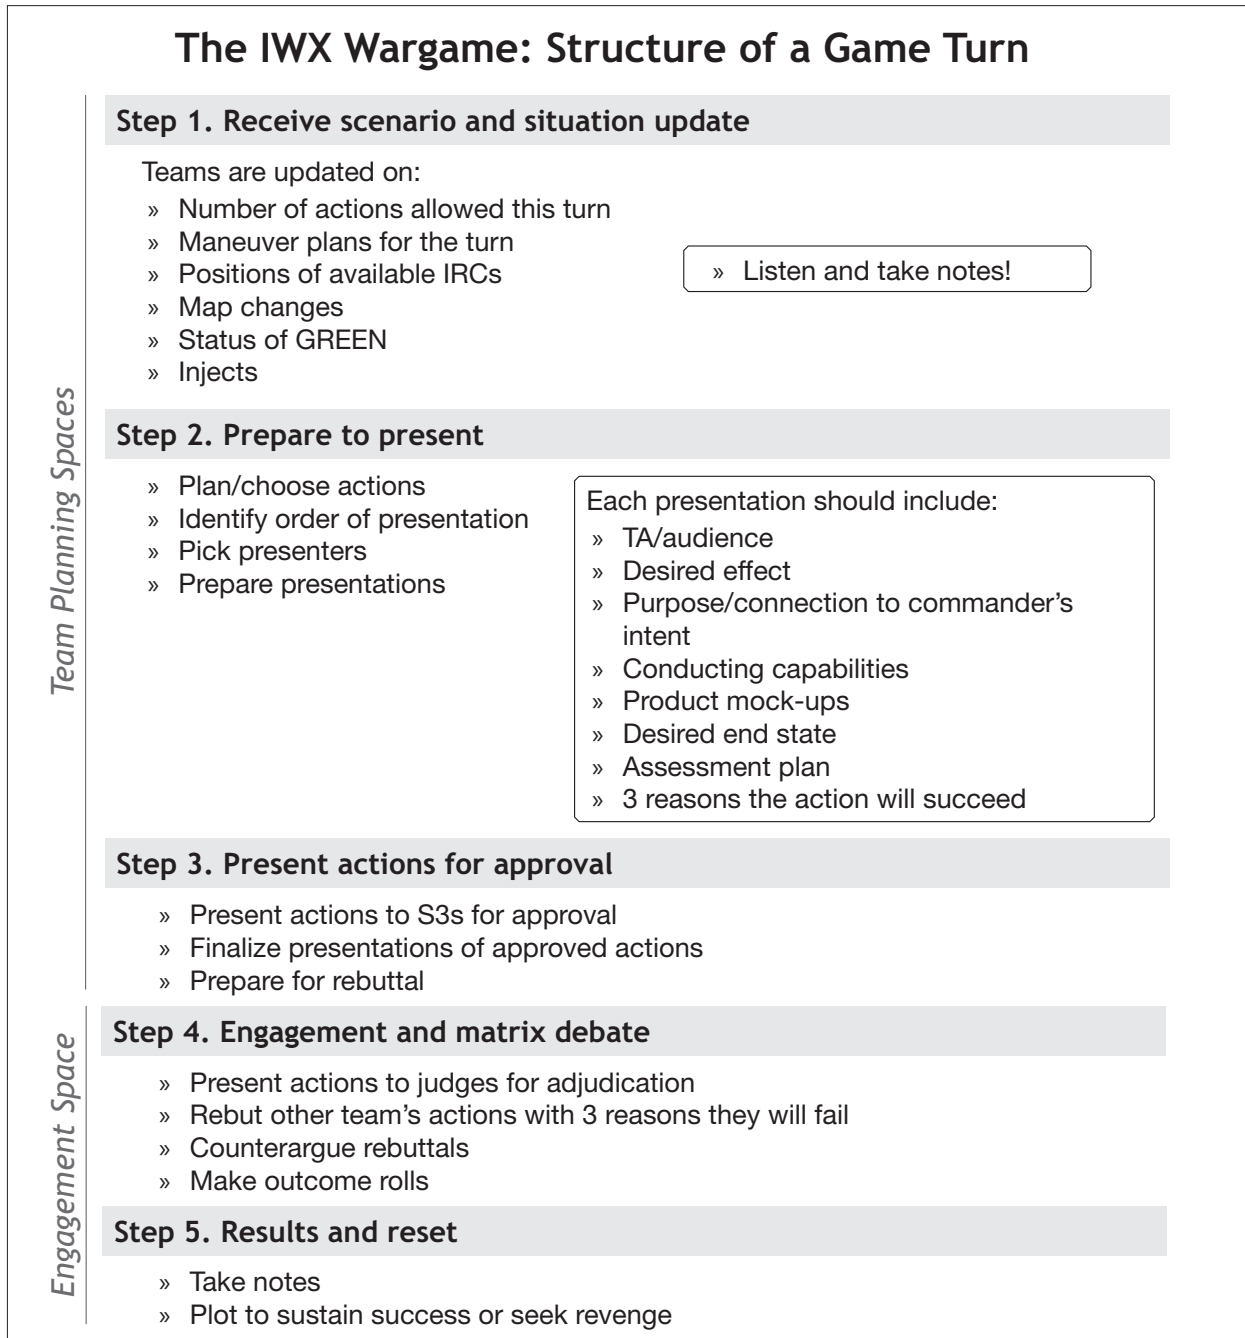 The IWX Wargame: Structure of a Game Turn
Team Planning Spaces
Step 1. Receive scenario and situation update
Teams are updated on:
» Number of actions allowed this turn
» Maneuver plans for the turn
» Positions of available IRCs
» Map changes
» Status of GREEN
» Injects
» Listen and take notes!
Step 2. Prepare to present
» Plan/choose actions
» Identify order of presentation
» Pick presenters
» Prepare presentations
Each presentation should include:
» TA/audience
» Desired effect
» Purpose/connection to commander’s
intent
» Conducting capabilities
» Product mock-ups
» Desired end state
» Assessment plan
» 3 reasons the action will succeed
Step 3. Present actions for approval
» Present actions to S3s for approval
» Finalize presentations of approved actions
» Prepare for rebuttal
Engagement Space
Step 4. Engagement and matrix debate
» Present actions to judges for adjudication
» Rebut other team’s actions with 3 reasons they will fail
» Counterargue rebuttals
» Make outcome rolls
Step 5. Results and reset
» Take notes
» Plot to sustain success or seek revenge